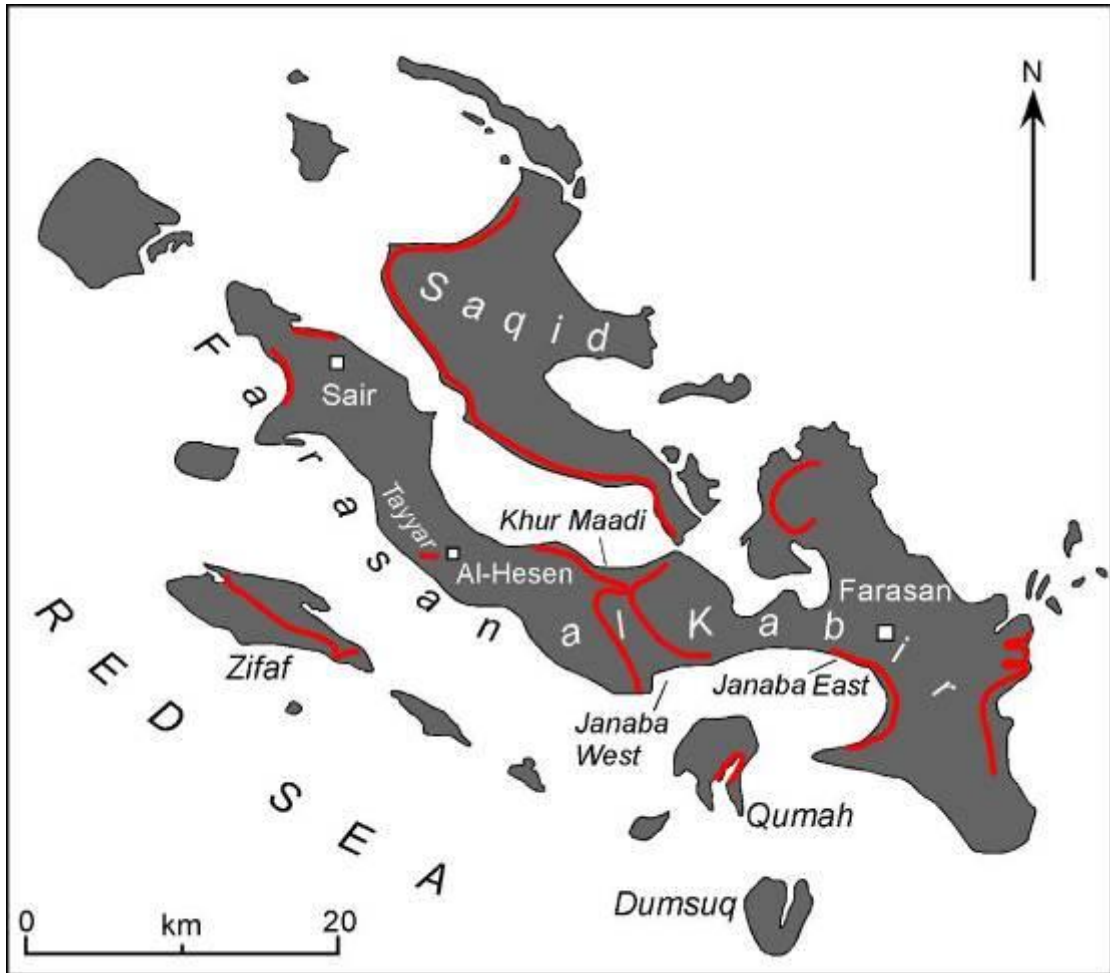 N
Saqid
Sair
Farasan al Kabir
Tayyar
Khur Maadi
Al-Hesen
Farasan
Zifaf
Janaba East
Janaba
West
Qumah
Dumsuq
RED SEA
0 km 20